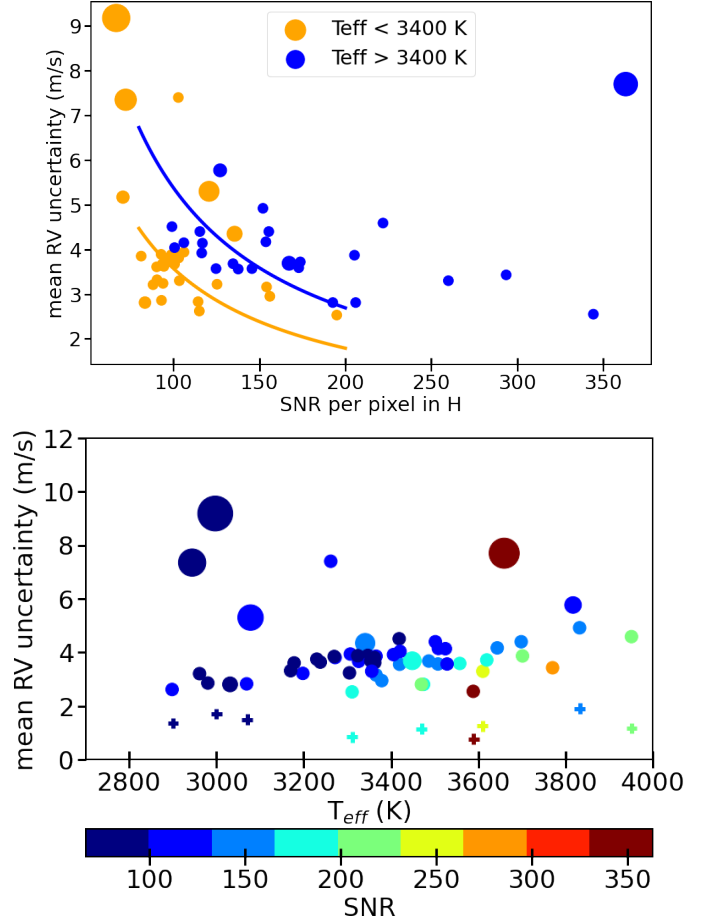 9
8
7
6
5
4
3
2
mean RV uncertainty (m/s)
Teff < 3400 K
Teff > 3400 K
100 150 200 250 300 350
SNR per pixel in H
12
10
8
6
4
2
0
mean RV uncertainty (m/s)
2800 3000 3200 3400 3600 3800 4000
T_eff (K)
100 150 200 250 300 350
SNR